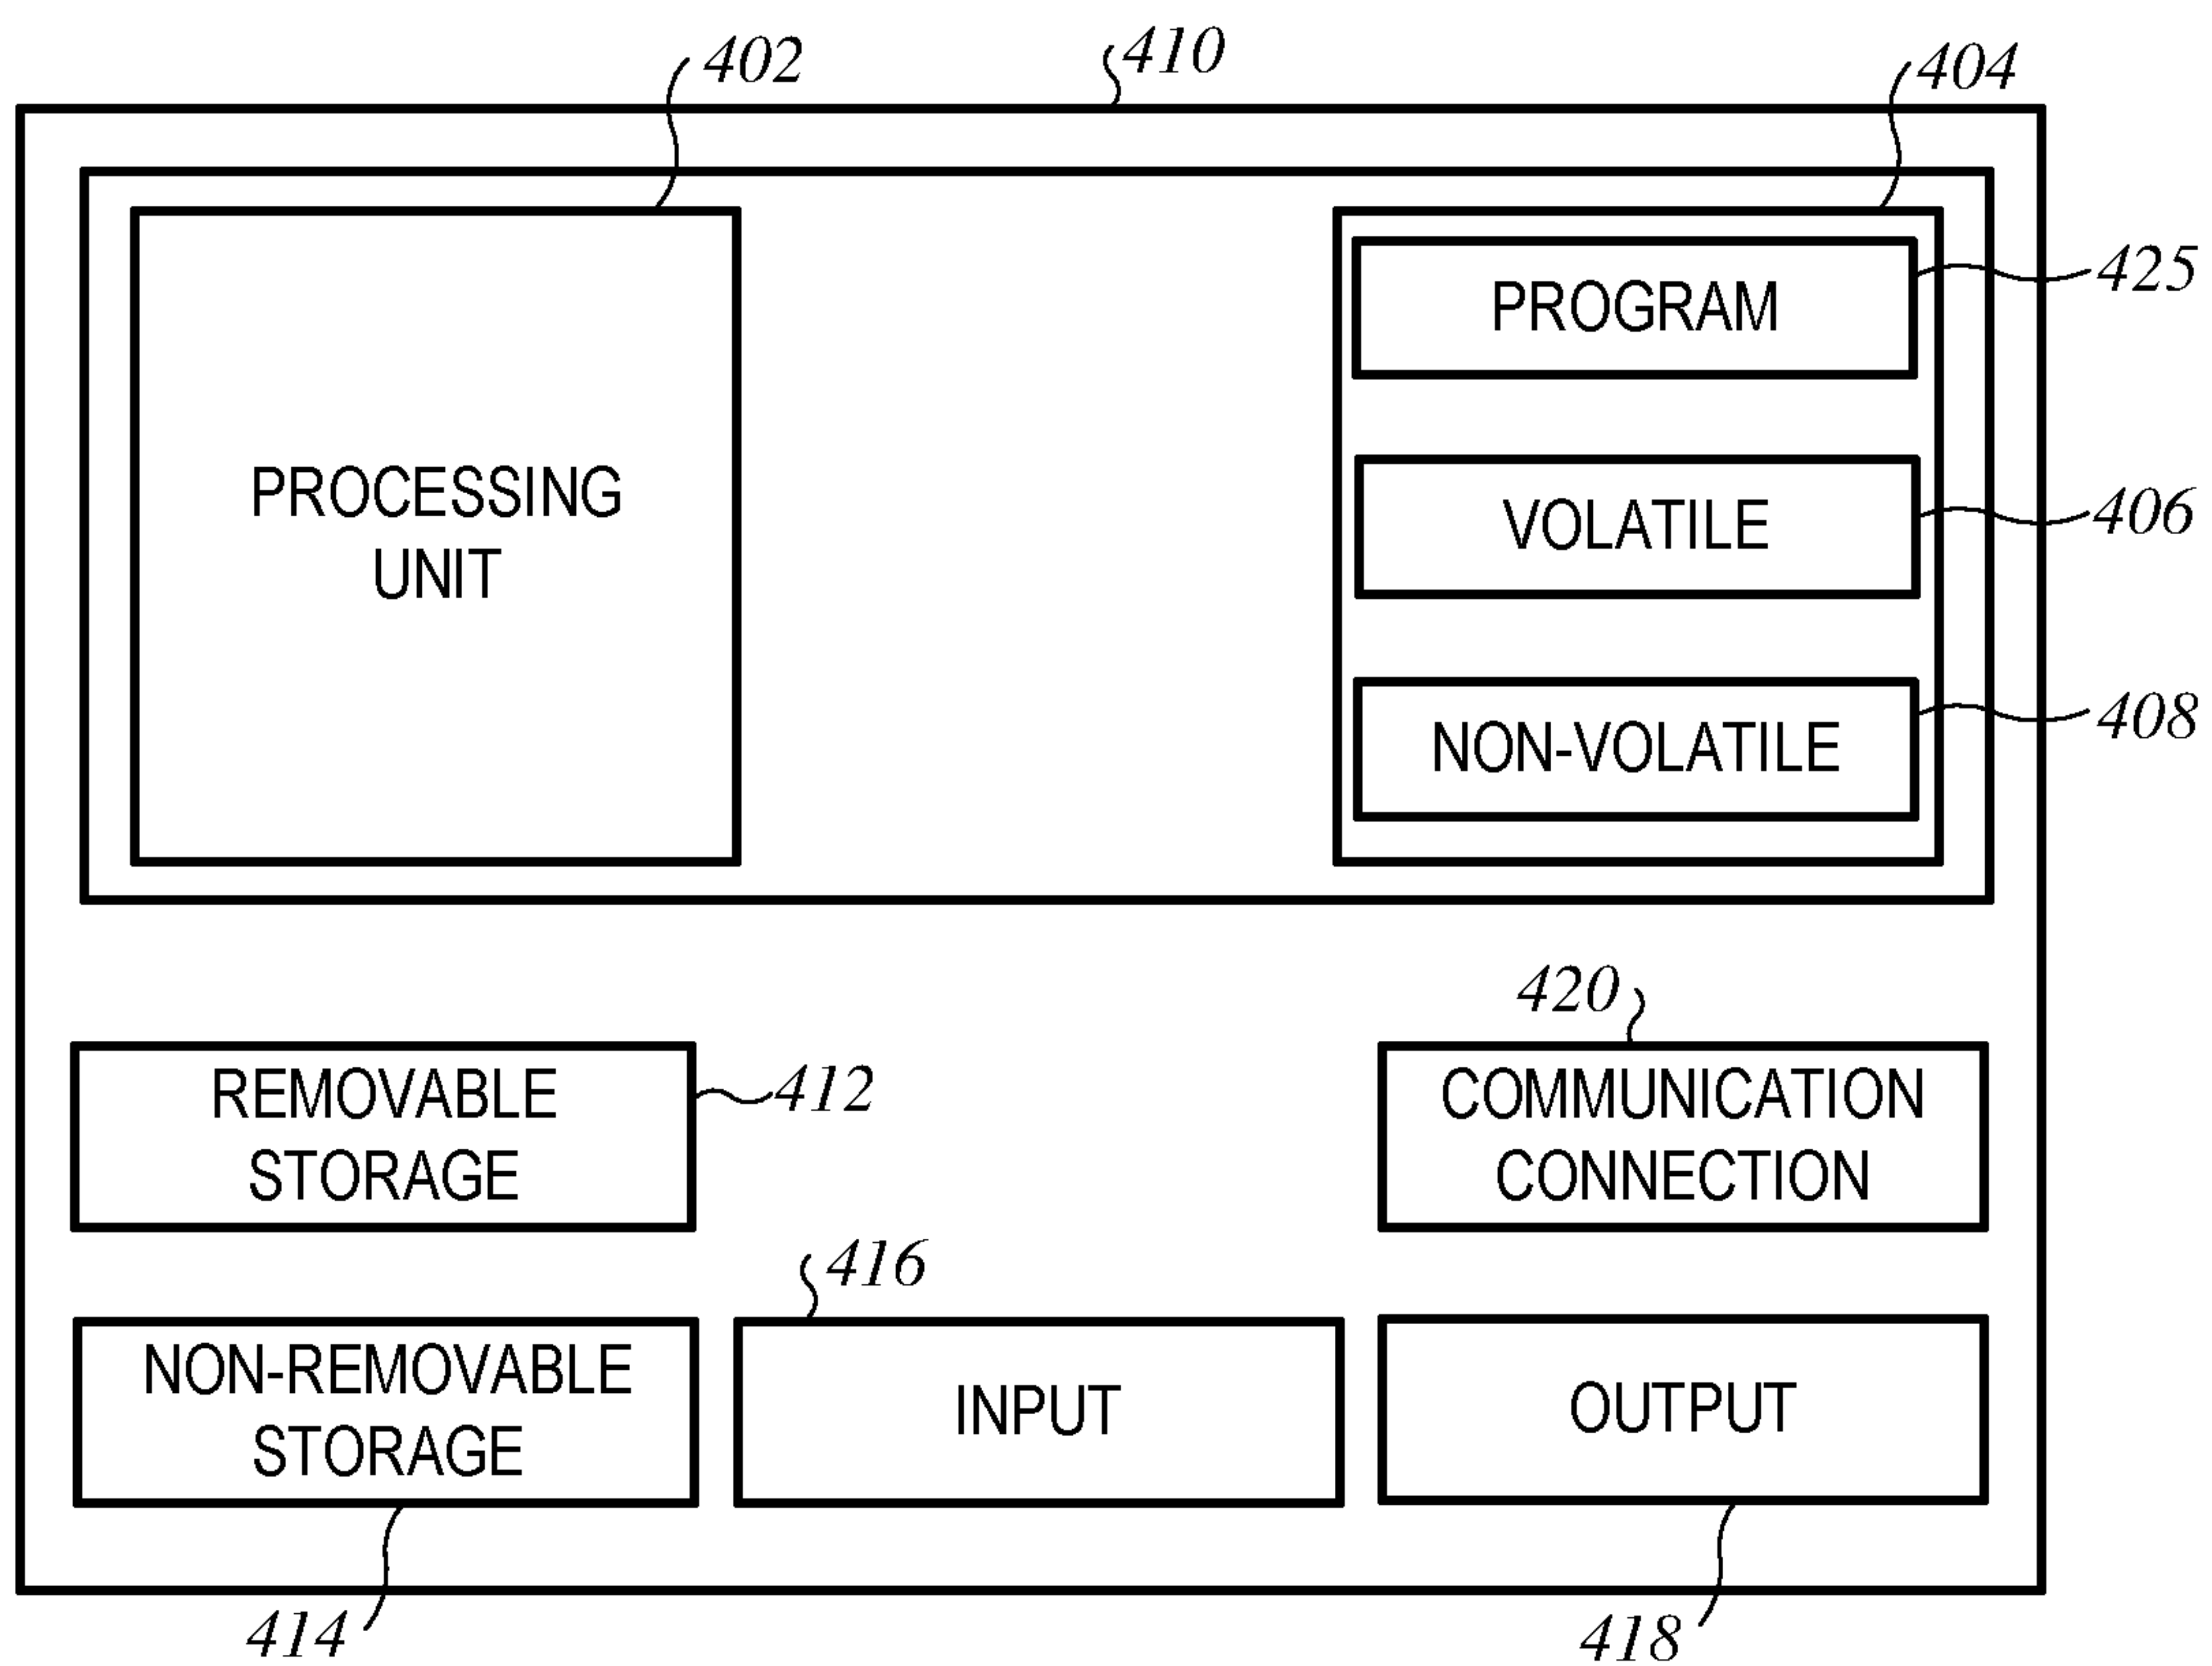 402
410
404
PROGRAM
425
PROCESSING
UNIT
VOLATILE
406
NON-VOLATILE
408
REMOVABLE
STORAGE
412
420
COMMUNICATION
CONNECTION
416
NON-REMOVABLE
STORAGE
INPUT
OUTPUT
414
418